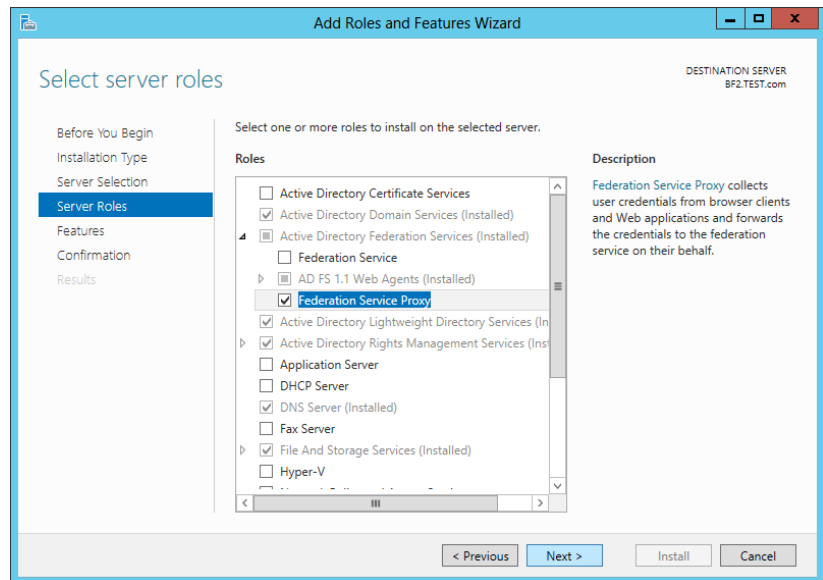 Add Roles and Features Wizard
Select server roles
DESTINATION SERVER
BF2.TEST.com
Before You Begin
Installation Type
Server Selection
Server Roles
Features
Confirmation
Results
Select one or more roles to install on the selected server.
Roles
Active Directory Certificate Services
Active Directory Domain Services (Installed)
Active Directory Federation Services (Installed)
Federation Service
AD FS 1.1 Web Agents (Installed)
Federation Service Proxy
Active Directory Lightweight Directory Services (In
Active Directory Rights Management Services (Inst
Application Server
DHCP Server
DNS Server (Installed)
Fax Server
File And Storage Services (Installed)
Hyper-V
Description
Federation Service Proxy collects
user credentials from browser clients
and Web applications and forwards
the credentials to the federation
service on their behalf.
< Previous
Next >
Install
Cancel